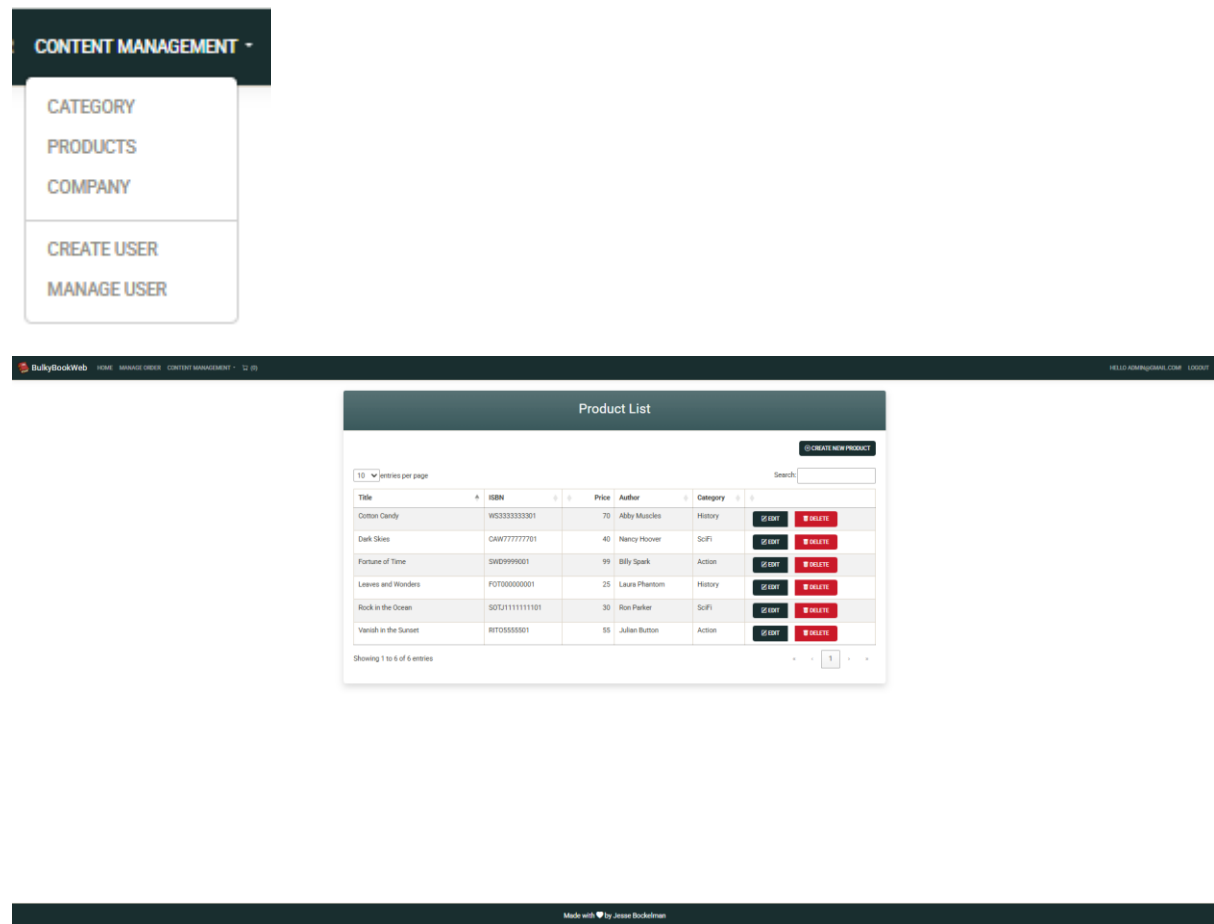 CONTENT MANAGEMENT
CATEGORY
PRODUCTS
COMPANY
CREATE USER
MANAGE USER
BulkyBookWeb HOME MANAGE ORDER CONTENT MANAGEMENT (0) HELLO ADMIN@GMAIL.COM! LOGOUT
Product List
CREATE NEW PRODUCT
10 entries per page Search:
Title ISBN Price Author Category
Cotton Candy WS3333333301 70 Abby Muscles History EDIT DELETE
Dark Skies CAW777777701 40 Nancy Hoover SciFi EDIT DELETE
Fortune of Time SWD9999001 99 Billy Spark Action EDIT DELETE
Leaves and Wonders FOT000000001 25 Laura Phantom History EDIT DELETE
Rock in the Ocean SOTJ1111111101 30 Ron Parker SciFi EDIT DELETE
Vanish in the Sunset RITO5555501 55 Julian Button Action EDIT DELETE
Showing 1 to 6 of 6 entries « ‹ 1 › »
Made with by Jesse Bockelman